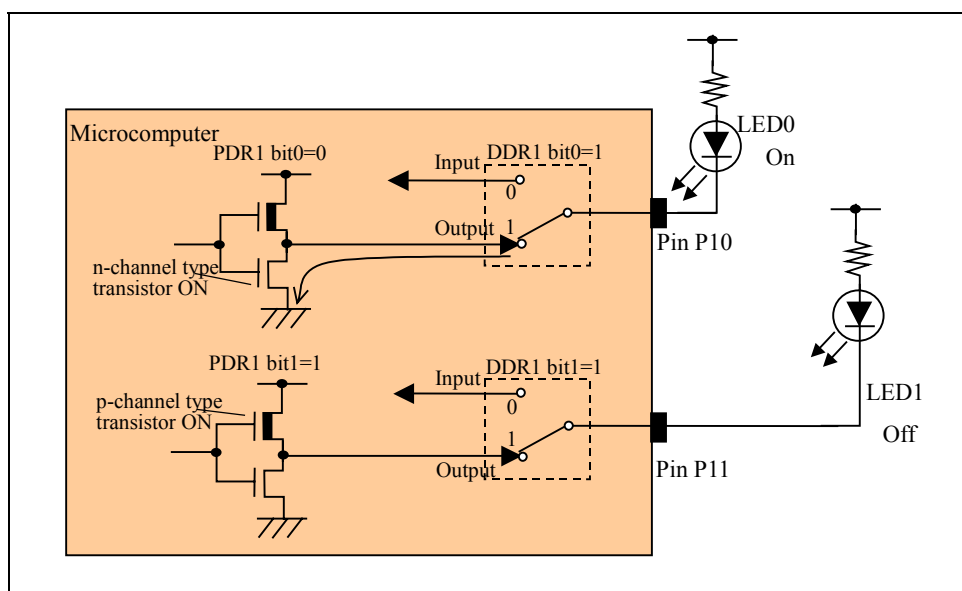 Microcomputer
PDR1 bit0=0
Input
DDR1 bit0=1
0
Output
1
n-channel type
transistor ON
Pin P10
LED0
On
PDR1 bit1=1
Input
DDR1 bit1=1
0
p-channel type
transistor ON
1
Output
Pin P11
LED1
Off